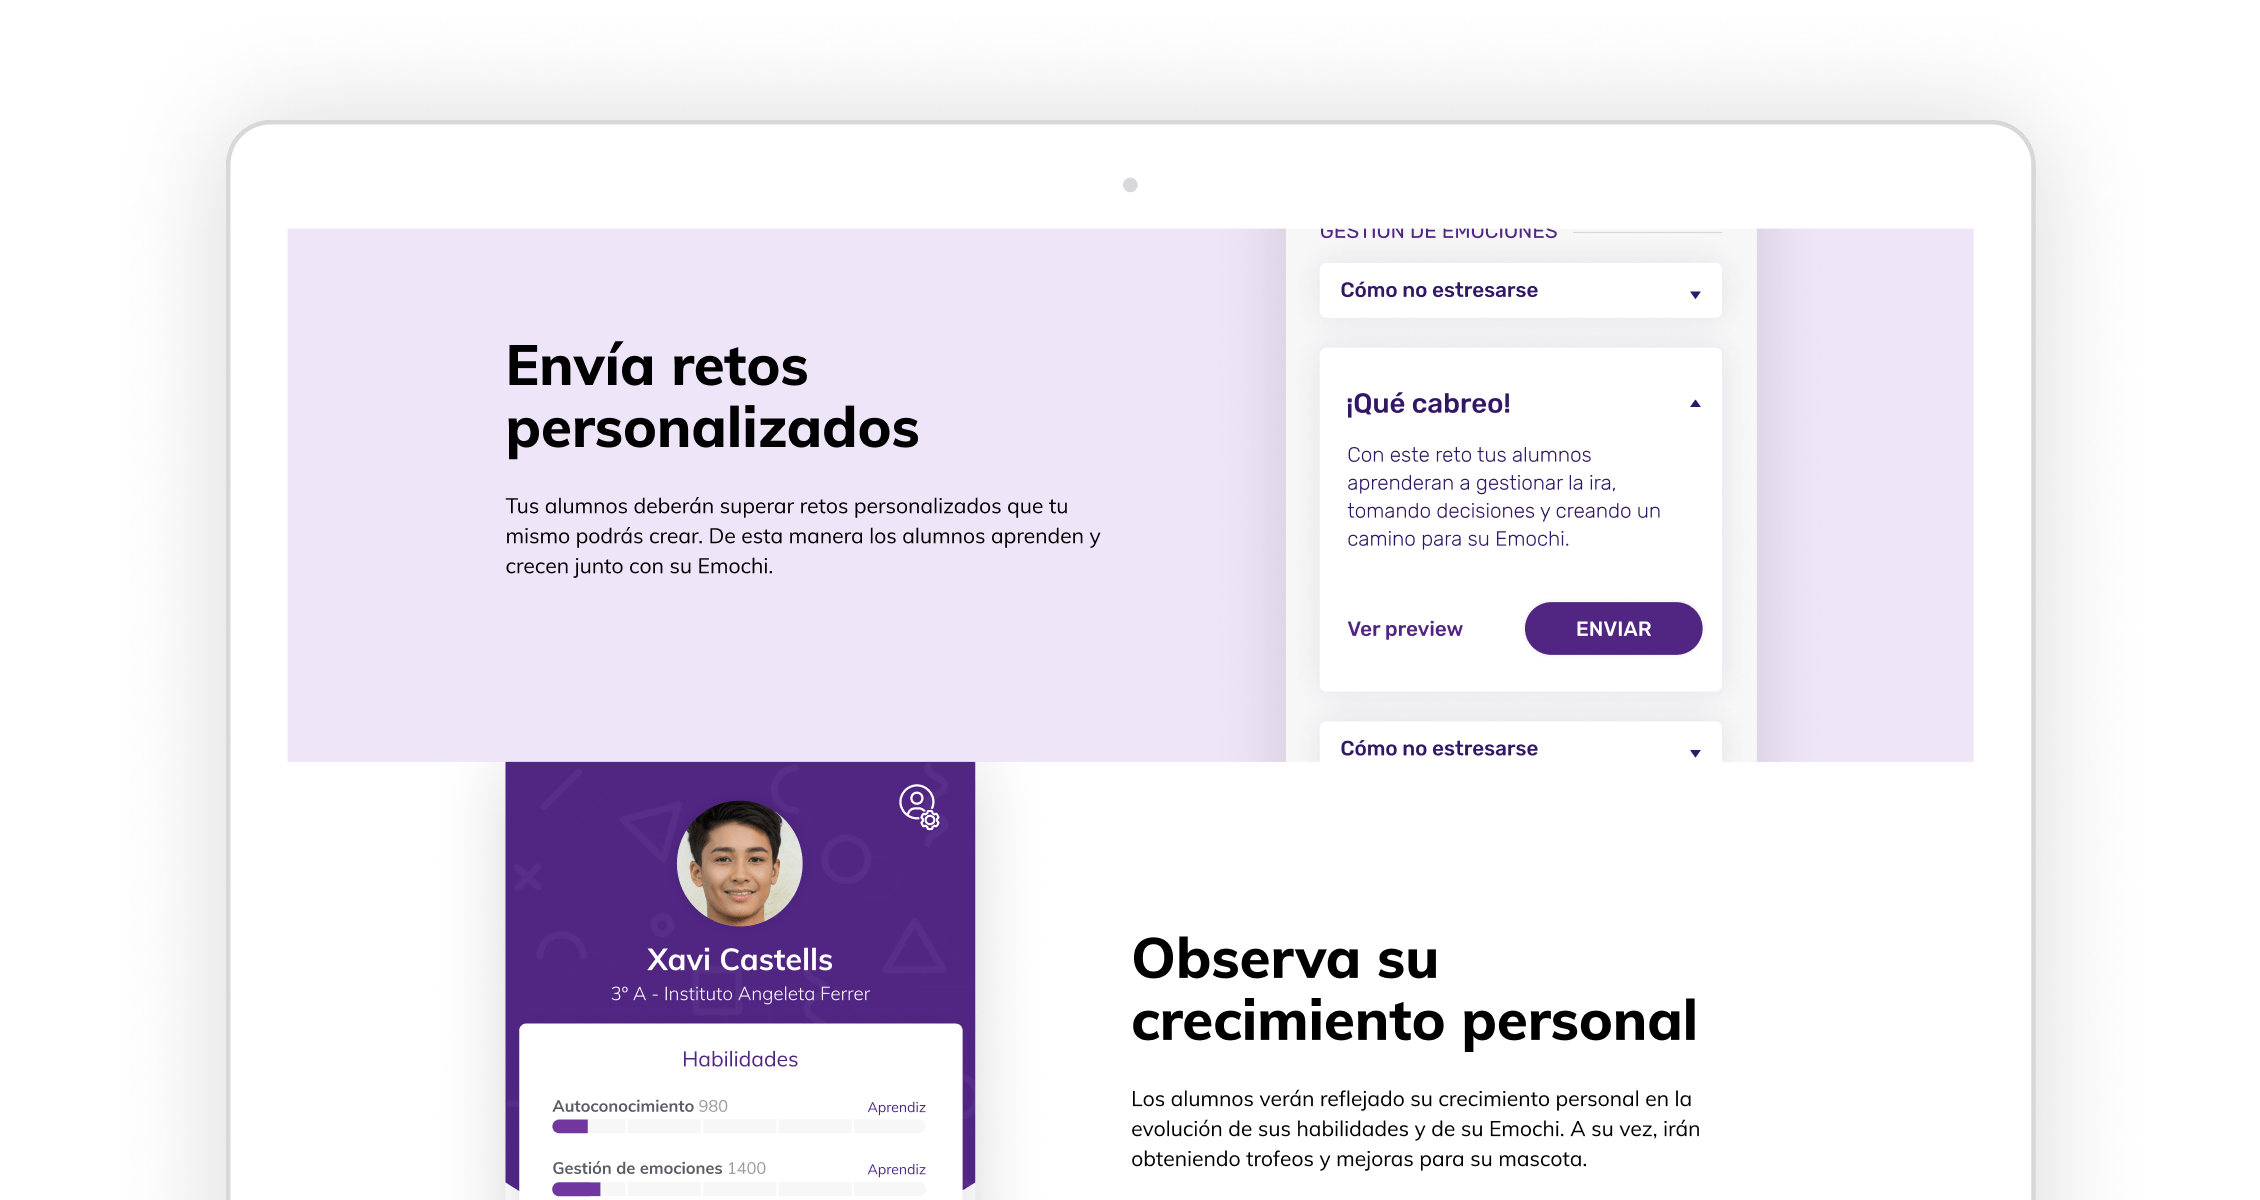 GESTIÓN DE EMOCIONES
Cómo no estresarse
Envía retos
personalizados
Tus alumnos deberán superar retos personalizados que tu
mismo podrás crear. De esta manera los alumnos aprenden y
crecen junto con su Emochi.
¡Qué cabreo!
Con este reto tus alumnos
aprenderan a gestionar la ira,
tomando decisiones y creando un
camino para su Emochi.
Ver preview
ENVIAR
Cómo no estresarse
Xavi Castells
3º A - Instituto Angeleta Ferrer
Habilidades
Autoconocimiento 980
Aprendiz
Gestión de emociones 1400
Aprendiz
Observa su
crecimiento personal
Los alumnos verán reflejado su crecimiento personal en la
evolución de sus habilidades y de su Emochi. A su vez, irán
obteniendo trofeos y mejoras para su mascota.